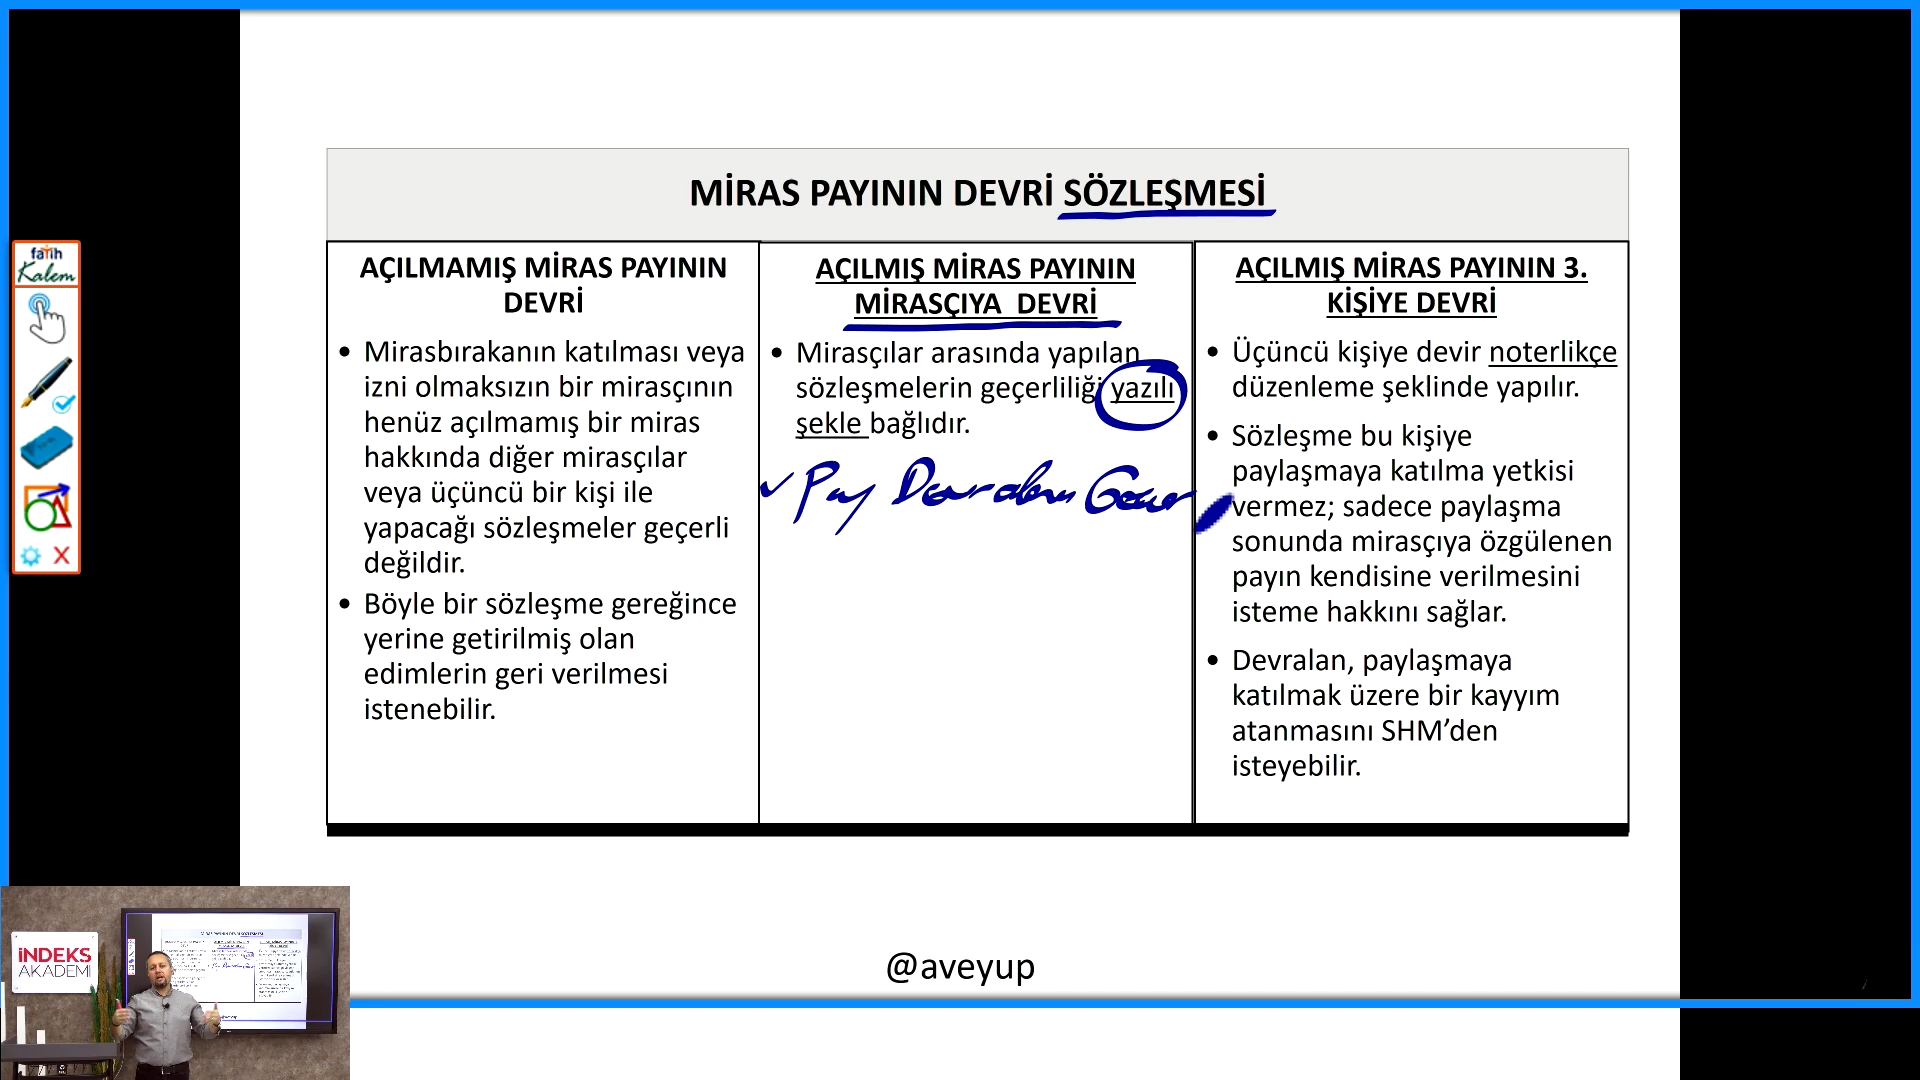 MİRAS PAYININ DEVRİ SÖZLEŞMESİ
AÇILMAMIŞ MİRAS PAYININ
DEVRİ
• Mirasbırakanın katılması veya
izni olmaksızın bir mirasçının
henüz açılmamış bir miras
hakkında diğer mirasçılar
veya üçüncü bir kişi ile
yapacağı sözleşmeler geçerli
değildir.
• Böyle bir sözleşme gereğince
yerine getirilmiş olan
edimlerin geri verilmesi
istenebilir.
AÇILMIŞ MİRAS PAYININ
MİRASÇIYA DEVRİ
• Mirasçılar arasında yapılan
sözleşmelerin geçerliliği yazılı
şekle bağlıdır.
Pay Devralan
AÇILMIŞ MİRAS PAYININ 3.
KİŞİYE DEVRİ
• Üçüncü kişiye devir noterlikçe
düzenleme şeklinde yapılır.
• Sözleşme bu kişiye
paylaşmaya katılma yetkisi
vermez; sadece paylaşma
sonunda mirasçıya özgülenen
payın kendisine verilmesini
isteme hakkını sağlar.
• Devralan, paylaşmaya
katılmak üzere bir kayyım
atanmasını SHM’den
isteyebilir.
@aveyup
fatih
Kalem
İNDEKS
AKADEMİ